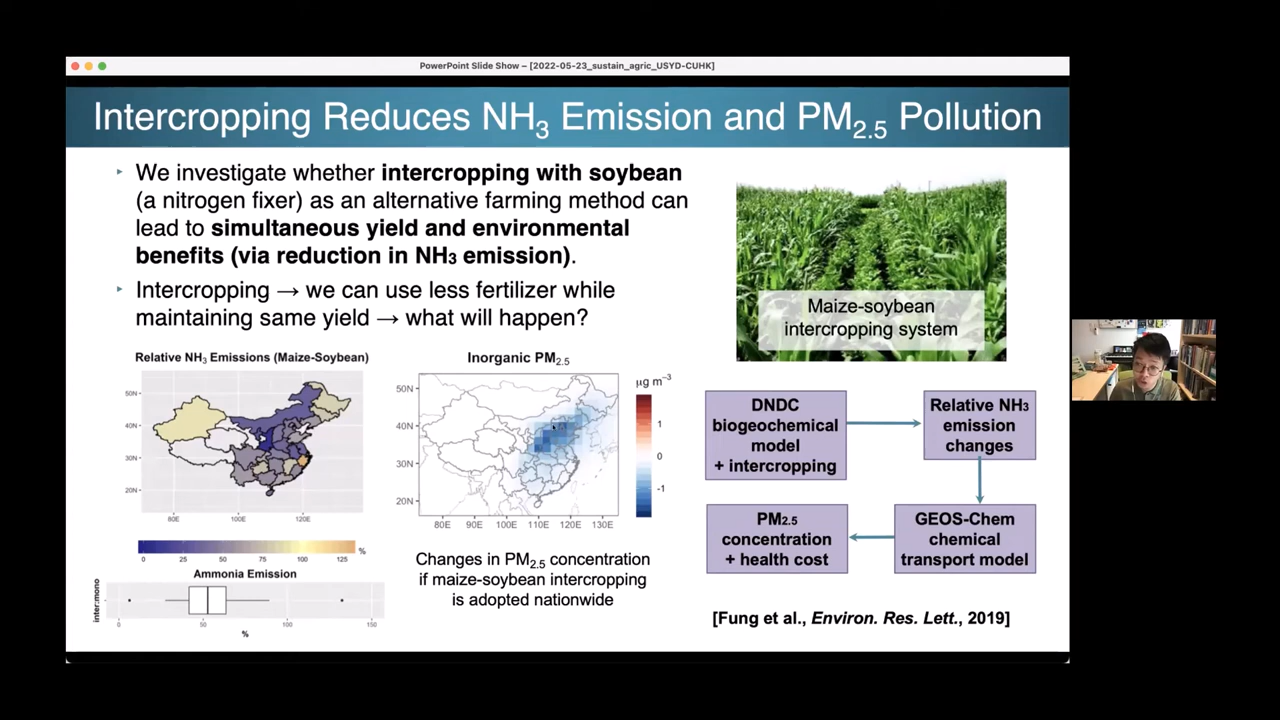 PowerPoint Slide Show – [2022-05-23_sustain_agric_USYD-CUHK]
Intercropping Reduces NH3 Emission and PM2.5 Pollution
‣ We investigate whether intercropping with soybean
(a nitrogen fixer) as an alternative farming method can
lead to simultaneous yield and environmental
benefits (via reduction in NH3 emission).
‣ Intercropping → we can use less fertilizer while
maintaining same yield → what will happen?
Maize-soybean
intercropping system
Relative NH3 Emissions (Maize-Soybean)
50N
40N
30N
20N
80E 100E 120E
0 25 50 75 100 125 %
Ammonia Emission
inter:mono
0 50 100 150
%
Inorganic PM2.5
μg m−3
50N
40N
30N
20N
80E 90E 100E 110E 120E 130E
1
0
-1
Changes in PM2.5 concentration
if maize-soybean intercropping
is adopted nationwide
DNDC
biogeochemical
model
+ intercropping
Relative NH3
emission
changes
PM2.5
concentration
+ health cost
GEOS-Chem
chemical
transport model
[Fung et al., Environ. Res. Lett., 2019]